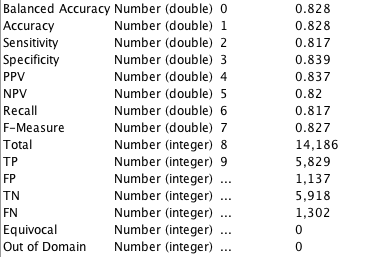 Balanced Accuracy Number (double) 0 0.828
Accuracy Number (double) 1 0.828
Sensitivity Number (double) 2 0.817
Specificity Number (double) 3 0.839
PPV Number (double) 4 0.837
NPV Number (double) 5 0.82
Recall Number (double) 6 0.817
F-Measure Number (double) 7 0.827
Total Number (integer) 8 14,186
TP Number (integer) 9 5,829
FP Number (integer) ... 1,137
TN Number (integer) ... 5,918
FN Number (integer) ... 1,302
Equivocal Number (integer) ... 0
Out of Domain Number (integer) ... 0